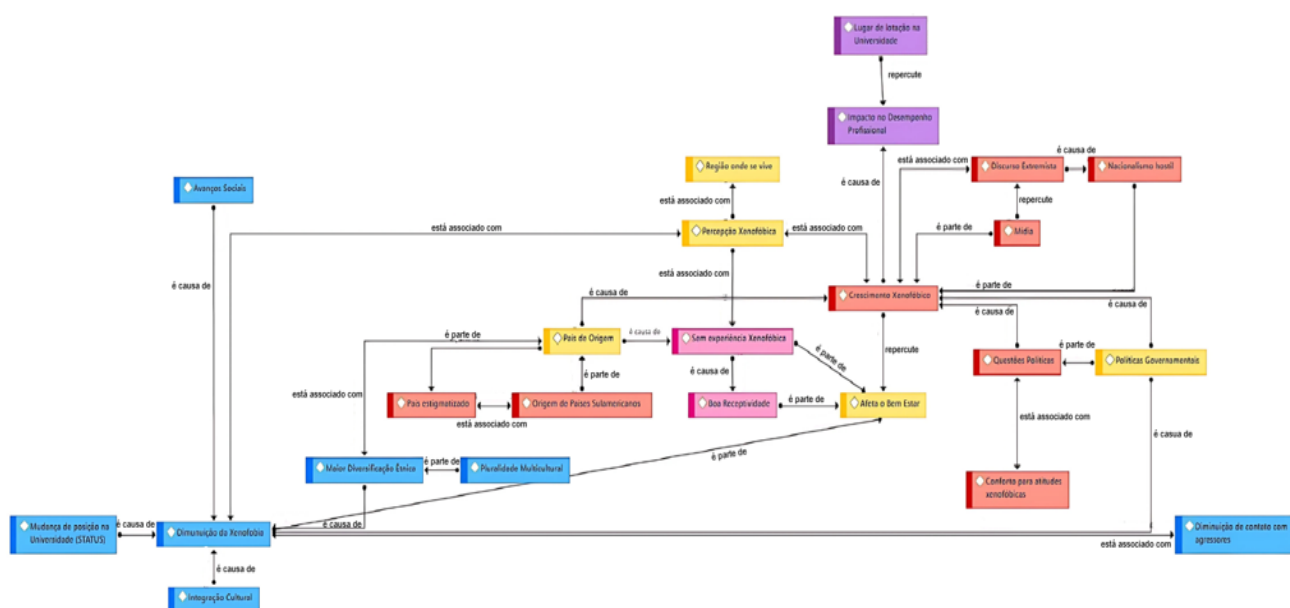 Lugar de lotação na
Universidade
repercute
Impacto no Desempenho
Profissional
é causa de
Discurso Extremista
é causa de
Nacionalismo hostil
está associado com
repercute
Mídia
é parte de
Região onde se vive
está associado com
Percepção Xenofóbica
está associado com
está associado com
está associado com
Avanços Sociais
é causa de
Crescimento Xenofóbico
é parte de
é causa de
é causa de
é causa de
País de Origem
é causa de
Sem experiência Xenofóbica
é parte de
é parte de
País estigmatizado
está associado com
Origem de Países Sulamericanos
é causa de
Boa Receptividade
é parte de
é parte de
repercute
Afeta o Bem Estar
Questões Políticas
é parte de
Políticas Governamentais
está associado com
Conforto para atitudes
xenofóbicas
é casua de
está associado com
Maior Diversificação Étnica
é parte de
Pluralidade Multicultural
é parte de
é causa de
Mudança de posição na
Universidade (STATUS)
é causa de
Dimunuição da Xenofobia
é causa de
Integração Cultural
está associado com
Diminuição de contato com
agressores